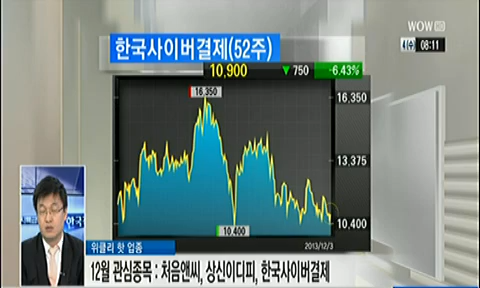 WOW HD
4(수) 08:11
한국사이버결제(52주)
10,900 ▼ 750 -6.43%
16,350
16,350
13,375
10,400
10,400
2013/12/3
위클리 핫 업종
12월 관심종목 : 처음앤씨, 상신이디피, 한국사이버결제